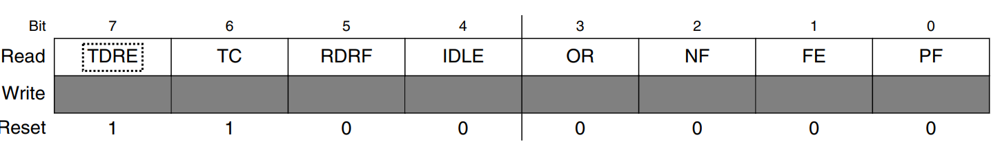 Bit 7 6 5 4 3 2 1 0
Read TDRE TC RDRF IDLE OR NF FE PF
Write
Reset 1 1 0 0 0 0 0 0